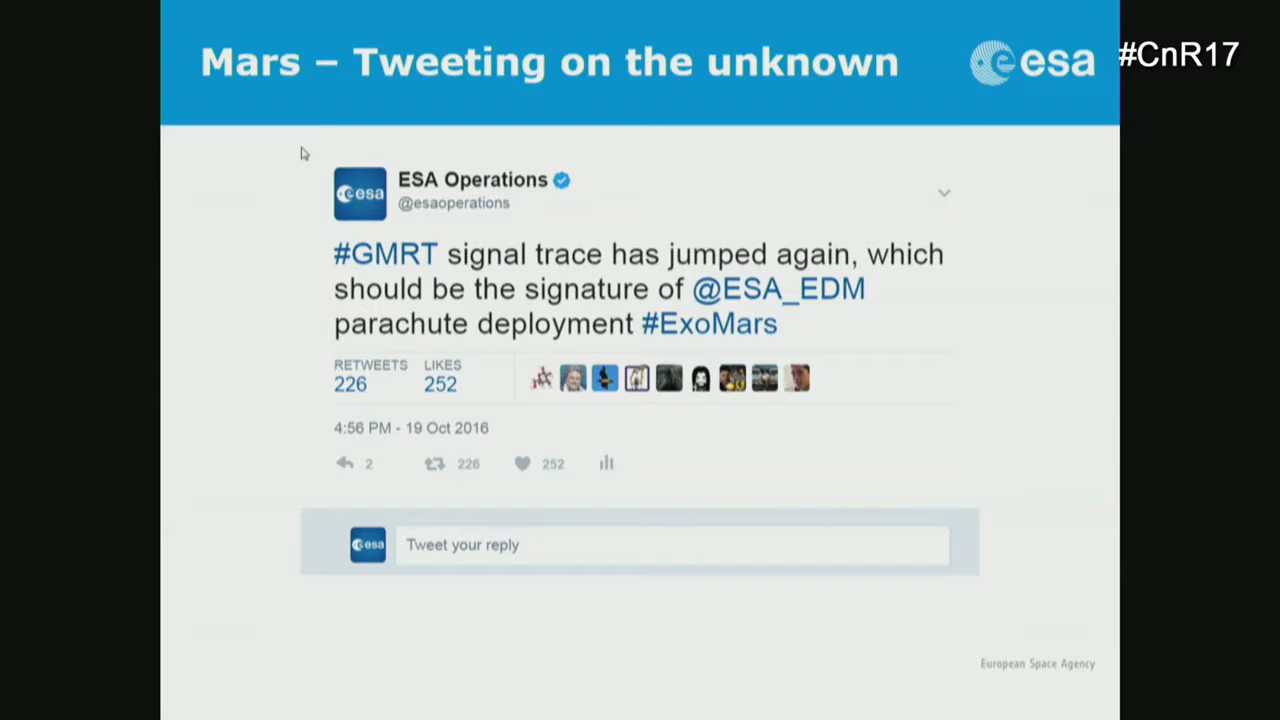 Mars – Tweeting on the unknown
esa
#CnR17
esa
ESA Operations
@esaoperations
#GMRT signal trace has jumped again, which
should be the signature of @ESA_EDM
parachute deployment #ExoMars
RETWEETS LIKES
226 252
4:56 PM - 19 Oct 2016
2 226 252
esa
Tweet your reply
European Space Agency